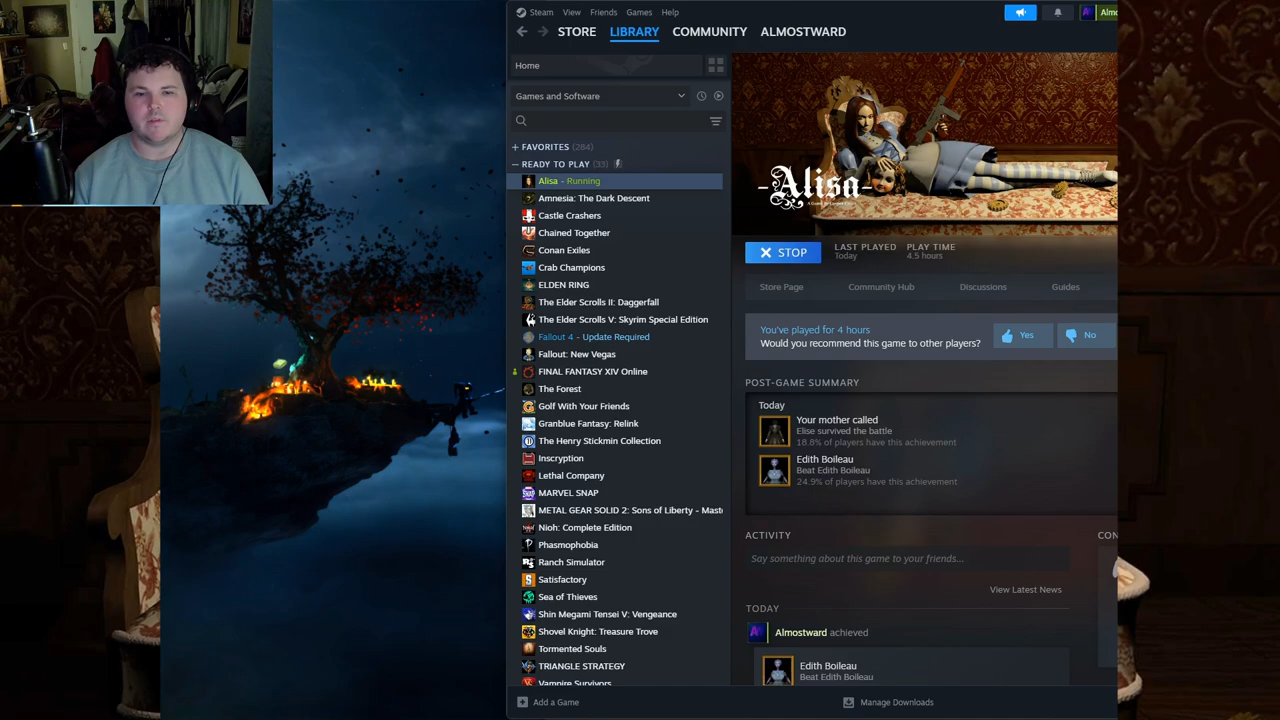 Steam View Friends Games Help
STORE LIBRARY COMMUNITY ALMOSTWARD
Home
Games and Software
FAVORITES (284)
READY TO PLAY (33)
Alisa - Running
Amnesia: The Dark Descent
Castle Crashers
Chained Together
Conan Exiles
Crab Champions
ELDEN RING
The Elder Scrolls II: Daggerfall
The Elder Scrolls V: Skyrim Special Edition
Fallout 4 - Update Required
Fallout: New Vegas
FINAL FANTASY XIV Online
The Forest
Golf With Your Friends
Granblue Fantasy: Relink
The Henry Stickmin Collection
Inscryption
Lethal Company
MARVEL SNAP
METAL GEAR SOLID 2: Sons of Liberty - Mast
Nioh: Complete Edition
Phasmophobia
Ranch Simulator
Satisfactory
Sea of Thieves
Shin Megami Tensei V: Vengeance
Shovel Knight: Treasure Trove
Tormented Souls
TRIANGLE STRATEGY
Vampire Survivors
Add a Game
-Alisa-
STOP
LAST PLAYED
Today
PLAY TIME
4.5 hours
Store Page Community Hub Discussions Guides
You've played for 4 hours
Would you recommend this game to other players?
Yes No
POST-GAME SUMMARY
Today
Your mother called
Elise survived the battle
18.8% of players have this achievement
Edith Boileau
Beat Edith Boileau
24.9% of players have this achievement
ACTIVITY
Say something about this game to your friends...
View Latest News
TODAY
Almostward achieved
Edith Boileau
Beat Edith Boileau
Manage Downloads